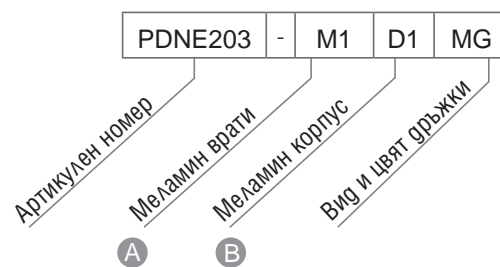 PDNE203 - M1 D1 MG
Артикулен номер
Меламин врати
Меламин корпус
Вид и цвят дръжки
A B